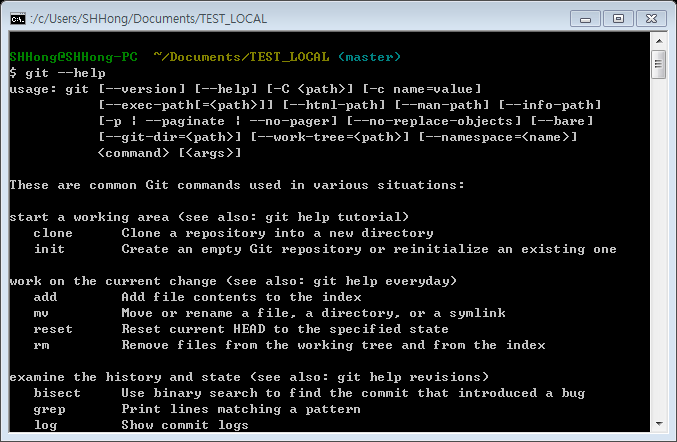 :/c/Users/SHHong/Documents/TEST_LOCAL
SHHong@SHHong-PC  ~/Documents/TEST_LOCAL (master)
$ git --help
usage: git [--version] [--help] [-C <path>] [-c name=value]
           [--exec-path[=<path>]] [--html-path] [--man-path] [--info-path]
           [-p | --paginate | --no-pager] [--no-replace-objects] [--bare]
           [--git-dir=<path>] [--work-tree=<path>] [--namespace=<name>]
           <command> [<args>]
These are common Git commands used in various situations:
start a working area (see also: git help tutorial)
   clone      Clone a repository into a new directory
   init       Create an empty Git repository or reinitialize an existing one
work on the current change (see also: git help everyday)
   add        Add file contents to the index
   mv         Move or rename a file, a directory, or a symlink
   reset      Reset current HEAD to the specified state
   rm         Remove files from the working tree and from the index
examine the history and state (see also: git help revisions)
   bisect     Use binary search to find the commit that introduced a bug
   grep       Print lines matching a pattern
   log        Show commit logs